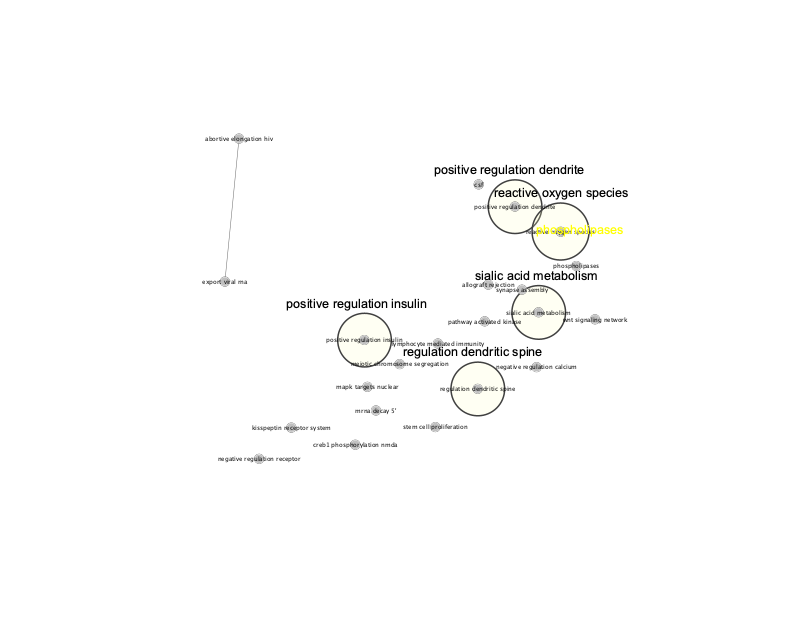 abortive elongation hiv
positive regulation dendrite
csf
reactive oxygen species
positive regulation dendrite
reactive oxygen species
phospholipases
export viral rna
sialic acid metabolism
allograft rejection
synapse assembly
positive regulation insulin
sialic acid metabolism
pathway activated kinase
wnt signaling network
positive regulation insulin
lymphocyte mediated immunity
regulation dendritic spine
meiotic chromosome segregation
negative regulation calcium
mapk targets nuclear
regulation dendritic spine
mrna decay 5'
kisspeptin receptor system
stem cell proliferation
creb1 phosphorylation nmda
negative regulation receptor